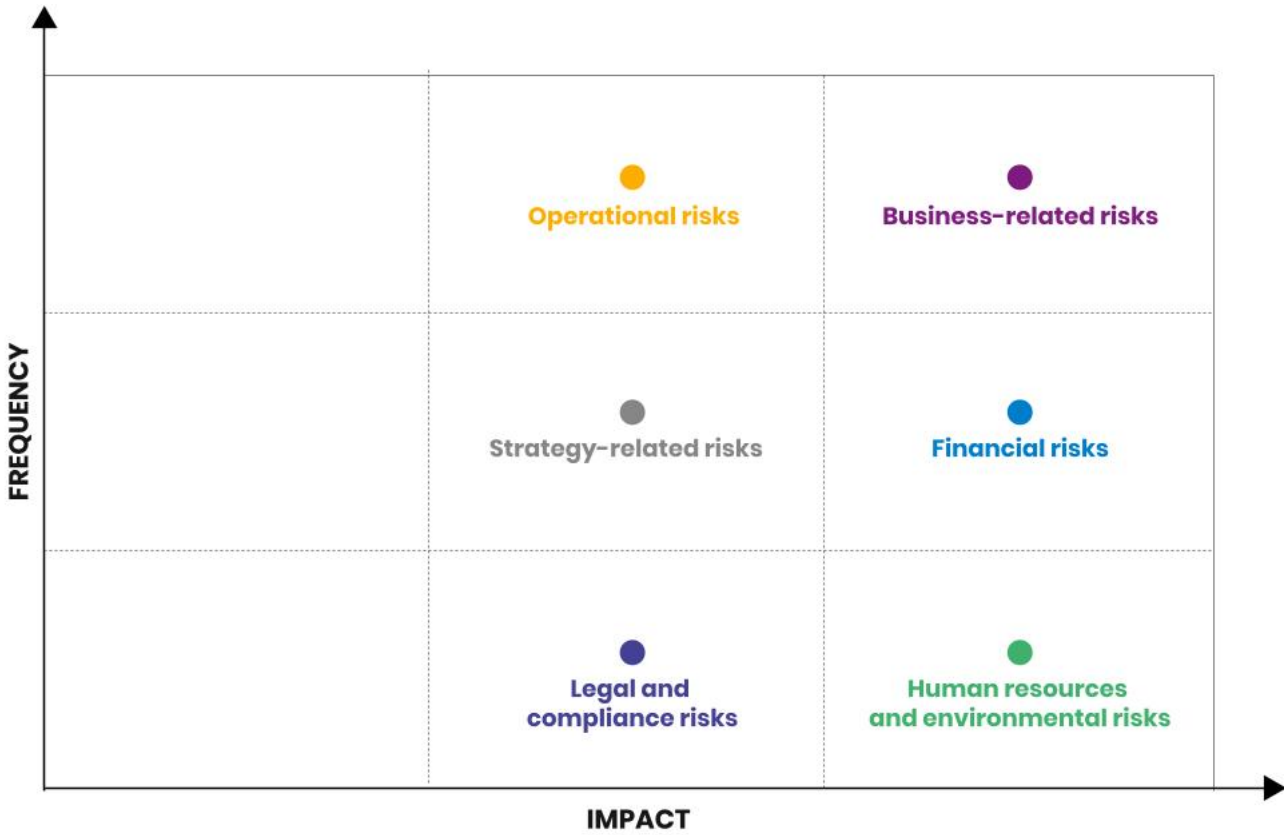 Operational risks
Business-related risks
FREQUENCY
Strategy-related risks
Financial risks
Legal and
compliance risks
Human resources
and environmental risks
IMPACT